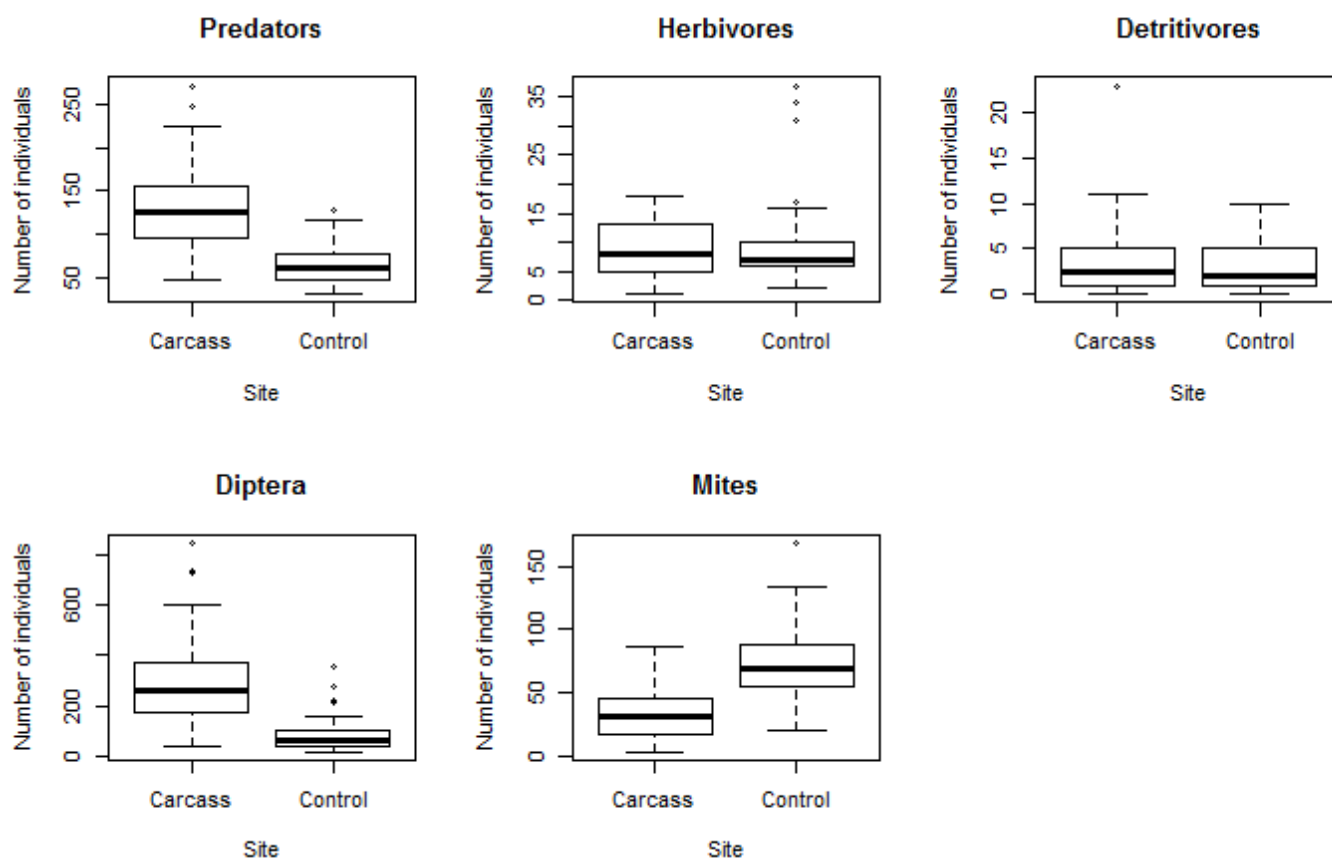 Predators
Number of individuals
50
150
250
Carcass
Control
Site
Herbivores
Number of individuals
0
5
15
25
35
Carcass
Control
Site
Detritivores
Number of individuals
0
5
10
15
20
Carcass
Control
Site
Diptera
Number of individuals
0
200
600
Carcass
Control
Site
Mites
Number of individuals
0
50
100
150
Carcass
Control
Site